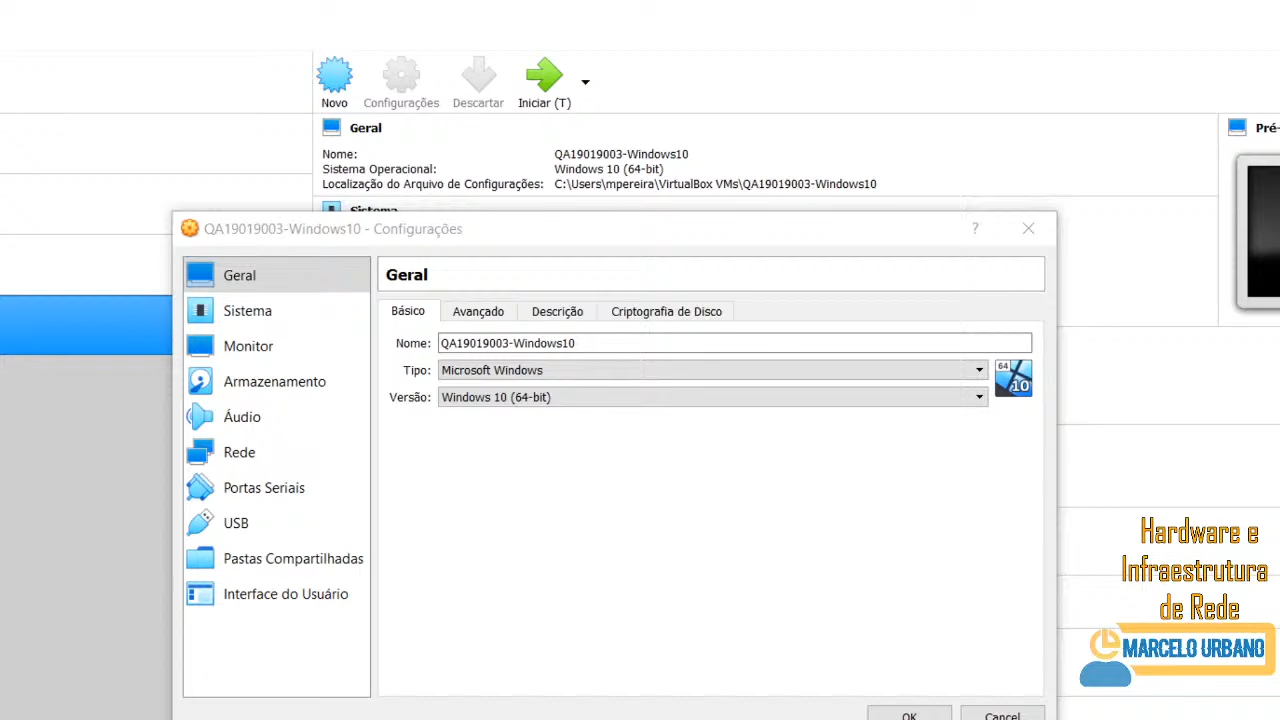 Novo
Configurações
Descartar
Iniciar (T)
Geral
Pré-
Nome: QA19019003-Windows10
Sistema Operacional: Windows 10 (64-bit)
Localização do Arquivo de Configurações: C:\Users\mpereira\VirtualBox VMs\QA19019003-Windows10
Sistema
QA19019003-Windows10 - Configurações
?
Geral
Sistema
Monitor
Armazenamento
Áudio
Rede
Portas Seriais
USB
Pastas Compartilhadas
Interface do Usuário
Geral
Básico
Avançado
Descrição
Criptografia de Disco
Nome: QA19019003-Windows10
Tipo: Microsoft Windows
Versão: Windows 10 (64-bit)
64
10
OK
Cancel
Hardware e
Infraestrutura
de Rede
MARCELO URBANO